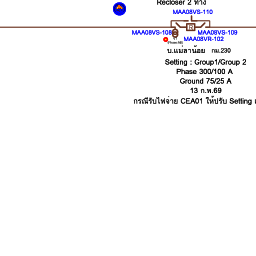 Recloser 2 ทาง
MAA08VS-110
R
MAA08VS-108
MAA08VS-109
MAA08VR-102
บ.แม่ลาน้อย กม.230
Setting : Group1/Group 2
Phase 300/100 A
Ground 75/25 A
13 ก.พ.69
กรณีรับไฟจ่าย CEA01 ให้ปรับ Setting